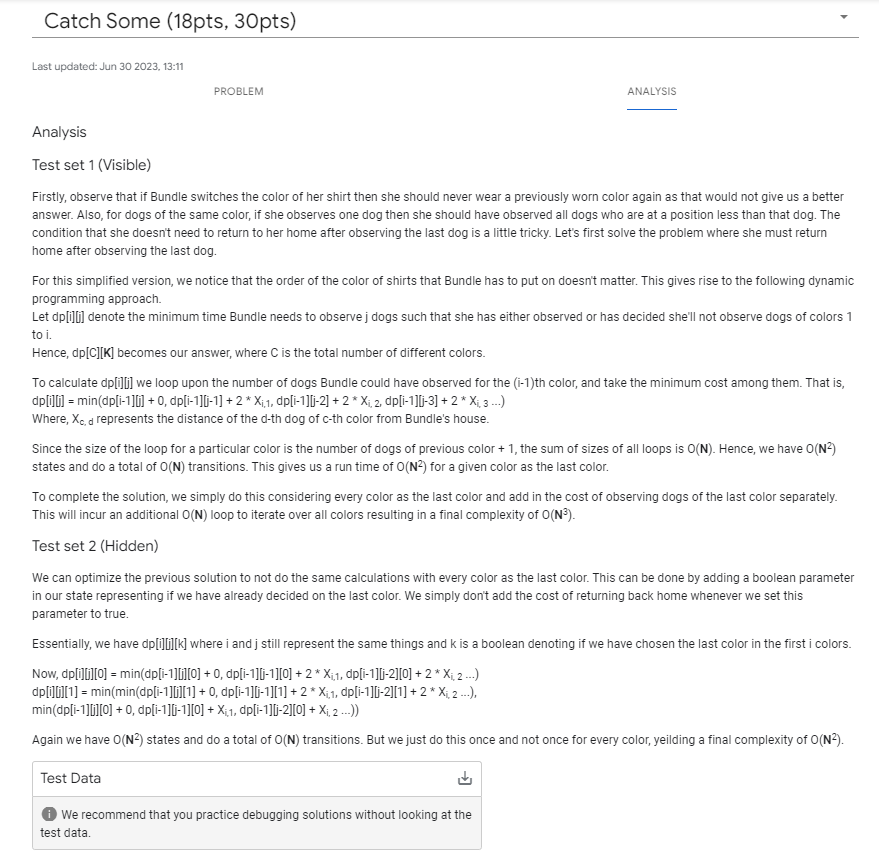 Catch Some (18pts, 30pts)
Last updated: Jun 30 2023, 13:11
PROBLEM
ANALYSIS
Analysis
Test set 1 (Visible)
Firstly, observe that if Bundle switches the color of her shirt then she should never wear a previously worn color again as that would not give us a better
answer. Also, for dogs of the same color, if she observes one dog then she should have observed all dogs who are at a position less than that dog. The
condition that she doesn't need to return to her home after observing the last dog is a little tricky. Let's first solve the problem where she must return
home after observing the last dog.
For this simplified version, we notice that the order of the color of shirts that Bundle has to put on doesn't matter. This gives rise to the following dynamic
programming approach.
Let dp[i][j] denote the minimum time Bundle needs to observe j dogs such that she has either observed or has decided she'll not observe dogs of colors 1
to i.
Hence, dp[C][K] becomes our answer, where C is the total number of different colors.
To calculate dp[i][j] we loop upon the number of dogs Bundle could have observed for the (i-1)th color, and take the minimum cost among them. That is,
dp[i][j] = min(dp[i-1][j] + 0, dp[i-1][j-1] + 2 * Xi,1, dp[i-1][j-2] + 2 * Xi, 2, dp[i-1][j-3] + 2 * Xi, 3 ...)
Where, Xc, d represents the distance of the d-th dog of c-th color from Bundle's house.
Since the size of the loop for a particular color is the number of dogs of previous color + 1, the sum of sizes of all loops is O(N). Hence, we have O(N²)
states and do a total of O(N) transitions. This gives us a run time of O(N²) for a given color as the last color.
To complete the solution, we simply do this considering every color as the last color and add in the cost of observing dogs of the last color separately.
This will incur an additional O(N) loop to iterate over all colors resulting in a final complexity of O(N³).
Test set 2 (Hidden)
We can optimize the previous solution to not do the same calculations with every color as the last color. This can be done by adding a boolean parameter
in our state representing if we have already decided on the last color. We simply don't add the cost of returning back home whenever we set this
parameter to true.
Essentially, we have dp[i][j][k] where i and j still represent the same things and k is a boolean denoting if we have chosen the last color in the first i colors.
Now, dp[i][j][0] = min(dp[i-1][j][0] + 0, dp[i-1][j-1][0] + 2 * Xi,1, dp[i-1][j-2][0] + 2 * Xi, 2 ...)
dp[i][j][1] = min(min(dp[i-1][j][1] + 0, dp[i-1][j-1][1] + 2 * Xi,1, dp[i-1][j-2][1] + 2 * Xi, 2 ...),
min(dp[i-1][j][0] + 0, dp[i-1][j-1][0] + Xi,1, dp[i-1][j-2][0] + Xi, 2 ...))
Again we have O(N²) states and do a total of O(N) transitions. But we just do this once and not once for every color, yeilding a final complexity of O(N²).
Test Data
We recommend that you practice debugging solutions without looking at the
test data.